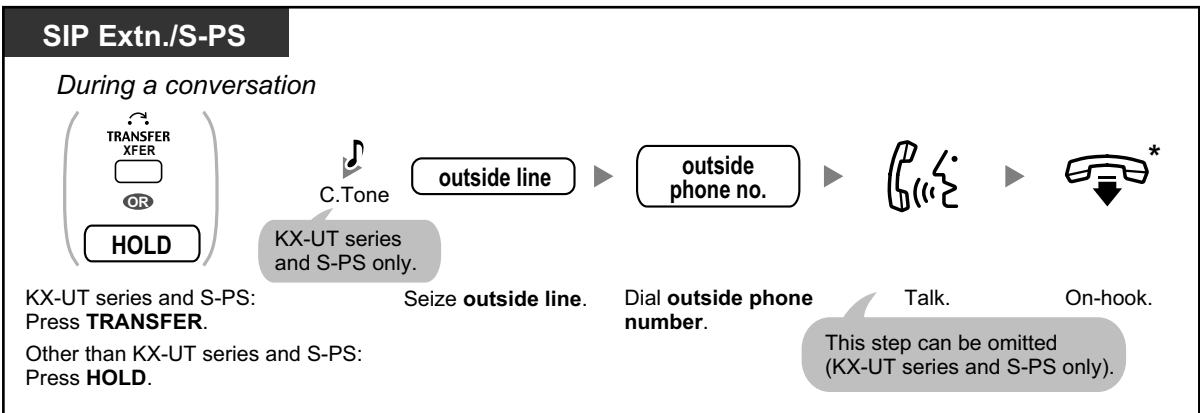 SIP Extn./S-PS
During a conversation
TRANSFER
XFER
OR
HOLD
C.Tone
KX-UT series
and S-PS only.
outside line
outside
phone no.
*
KX-UT series and S-PS:
Press TRANSFER.
Other than KX-UT series and S-PS:
Press HOLD.
Seize outside line.
Dial outside phone
number.
Talk.
This step can be omitted
(KX-UT series and S-PS only).
On-hook.